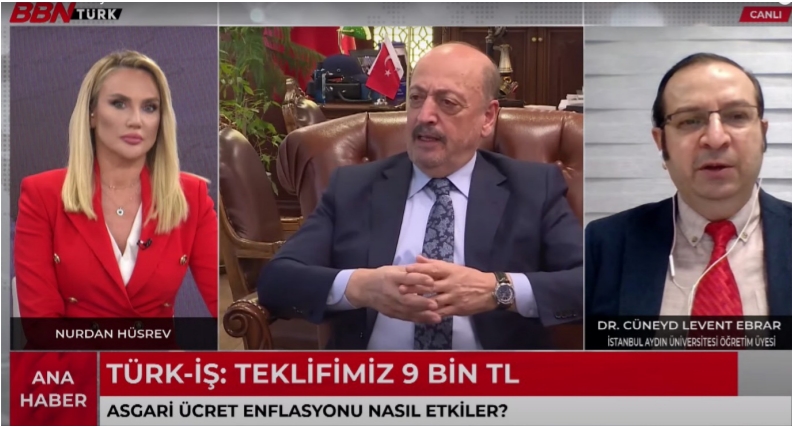 BBN
TÜRK
CANLI
NURDAN HÜSREV
DR. CÜNEYD LEVENT EBRAR
İSTANBUL AYDIN ÜNİVERSİTESİ ÖĞRETİM ÜYESİ
ANA
HABER
TÜRK-İŞ: TEKLİFİMİZ 9 BİN TL
ASGARİ ÜCRET ENFLASYONU NASIL ETKİLER?